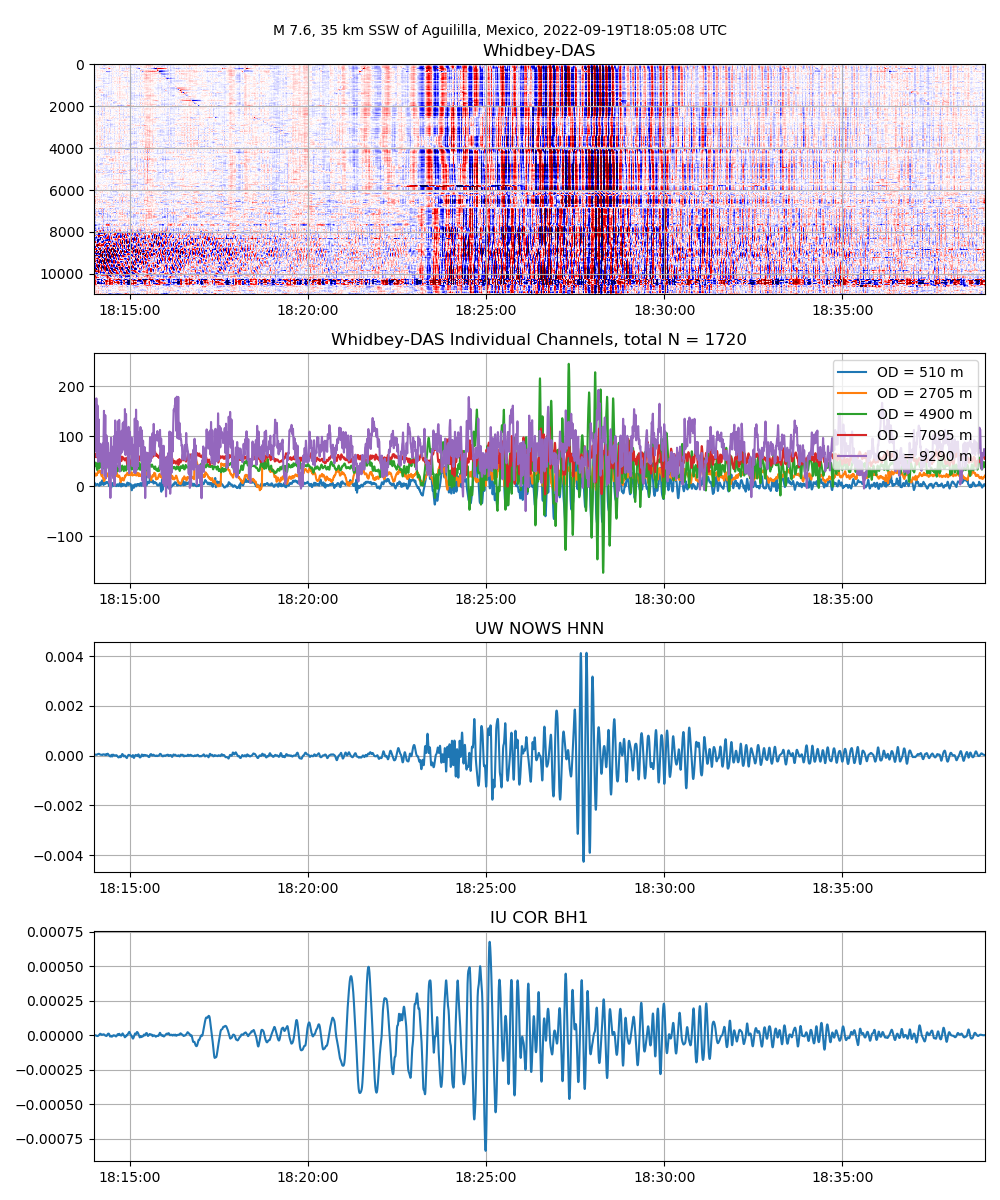 M 7.6, 35 km SSW of Aguililla, Mexico, 2022-09-19T18:05:08 UTC
Whidbey-DAS
0
2000
4000
6000
8000
10000
18:15:00 18:20:00 18:25:00 18:30:00 18:35:00
Whidbey-DAS Individual Channels, total N = 1720
200
100
0
−100
OD = 510 m
OD = 2705 m
OD = 4900 m
OD = 7095 m
OD = 9290 m
18:15:00 18:20:00 18:25:00 18:30:00 18:35:00
UW NOWS HNN
0.004
0.002
0.000
−0.002
−0.004
18:15:00 18:20:00 18:25:00 18:30:00 18:35:00
IU COR BH1
0.00075
0.00050
0.00025
0.00000
−0.00025
−0.00050
−0.00075
18:15:00 18:20:00 18:25:00 18:30:00 18:35:00